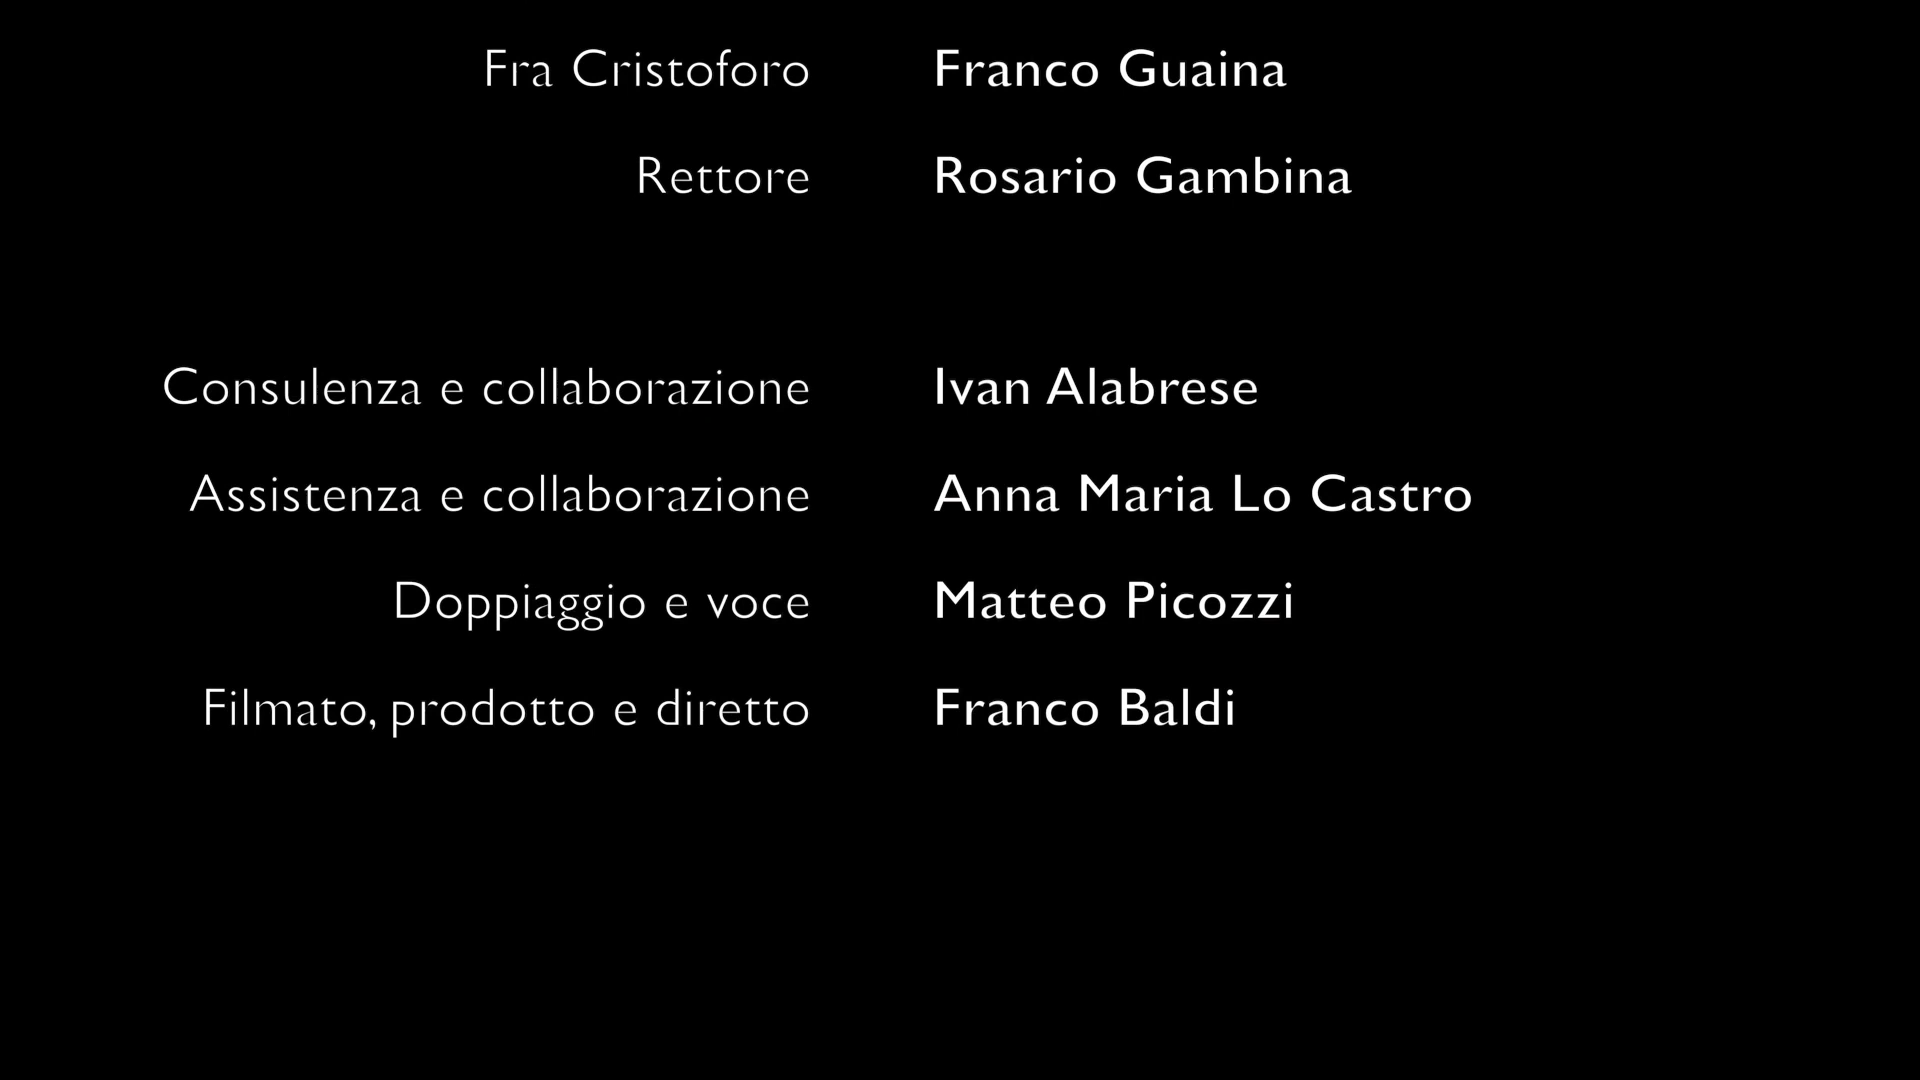 Fra Cristoforo Franco Guaina
Rettore Rosario Gambina
Consulenza e collaborazione Ivan Alabrese
Assistenza e collaborazione Anna Maria Lo Castro
Doppiaggio e voce Matteo Picozzi
Filmato, prodotto e diretto Franco Baldi